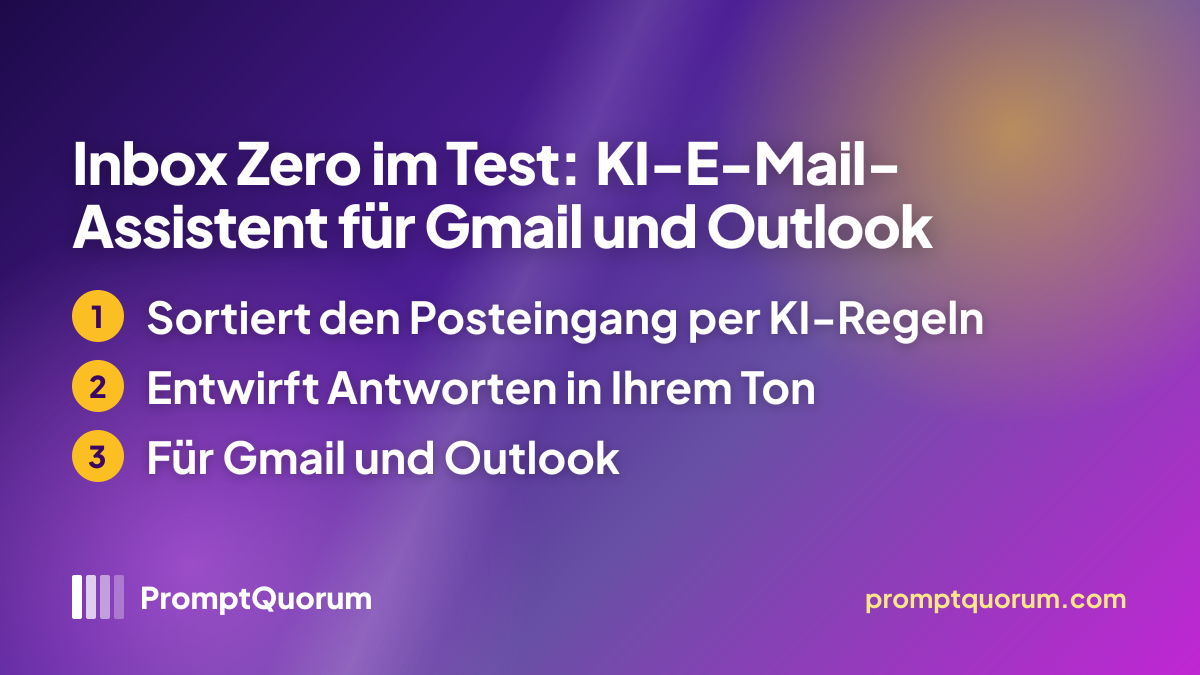 Inbox Zero im Test: KI-E-Mail-
Assistent für Gmail und Outlook
1 Sortiert den Posteingang per KI-Regeln
2 Entwirft Antworten in Ihrem Ton
3 Für Gmail und Outlook
PromptQuorum
promptquorum.com